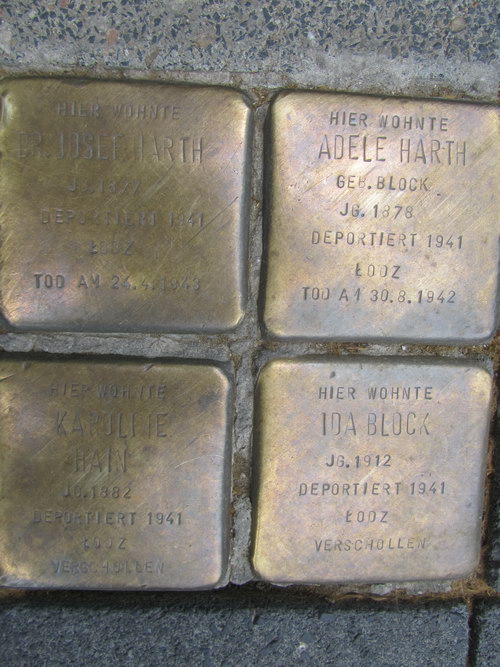 HIER WOHNTE
DR. JOSEF HARTH
JG. 1877
DEPORTIERT 1941
ŁODZ
TOD AM 24.4.1943
HIER WOHNTE
ADELE HARTH
GEB. BLOCK
JG. 1878
DEPORTIERT 1941
ŁODZ
TOD AM 30.8.1942
HIER WOHNTE
KAROLINE
HAIN
JG. 1882
DEPORTIERT 1941
ŁODZ
VERSCHOLLEN
HIER WOHNTE
IDA BLOCK
JG. 1912
DEPORTIERT 1941
ŁODZ
VERSCHOLLEN